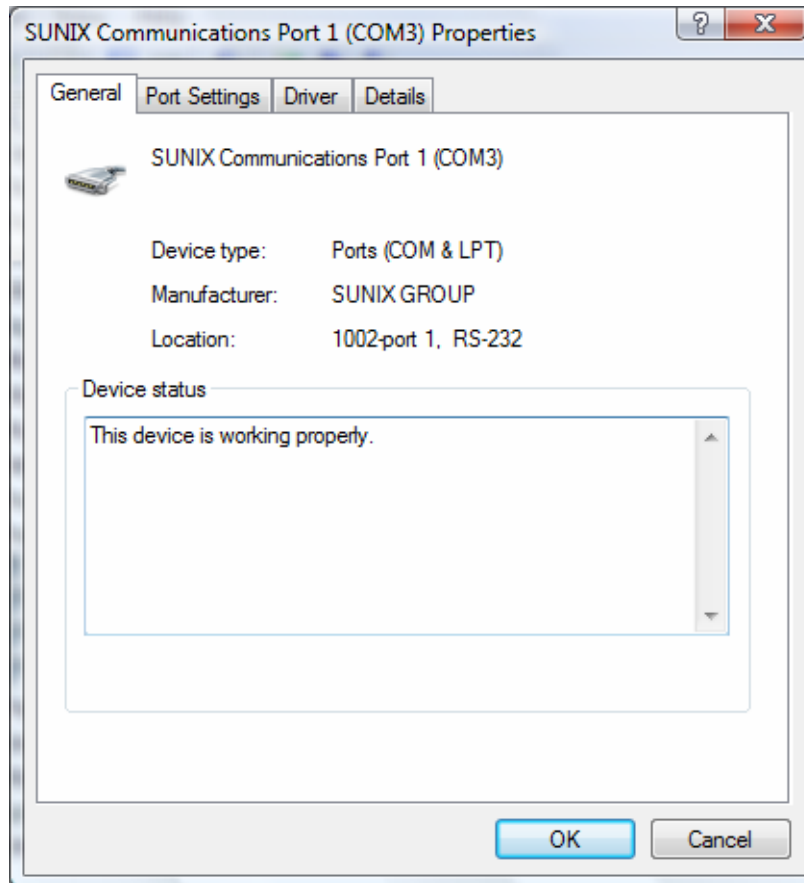 SUNIX Communications Port 1 (COM3) Properties
General Port Settings Driver Details
SUNIX Communications Port 1 (COM3)
Device type: Ports (COM & LPT)
Manufacturer: SUNIX GROUP
Location: 1002-port 1, RS-232
Device status
This device is working properly.
OK Cancel